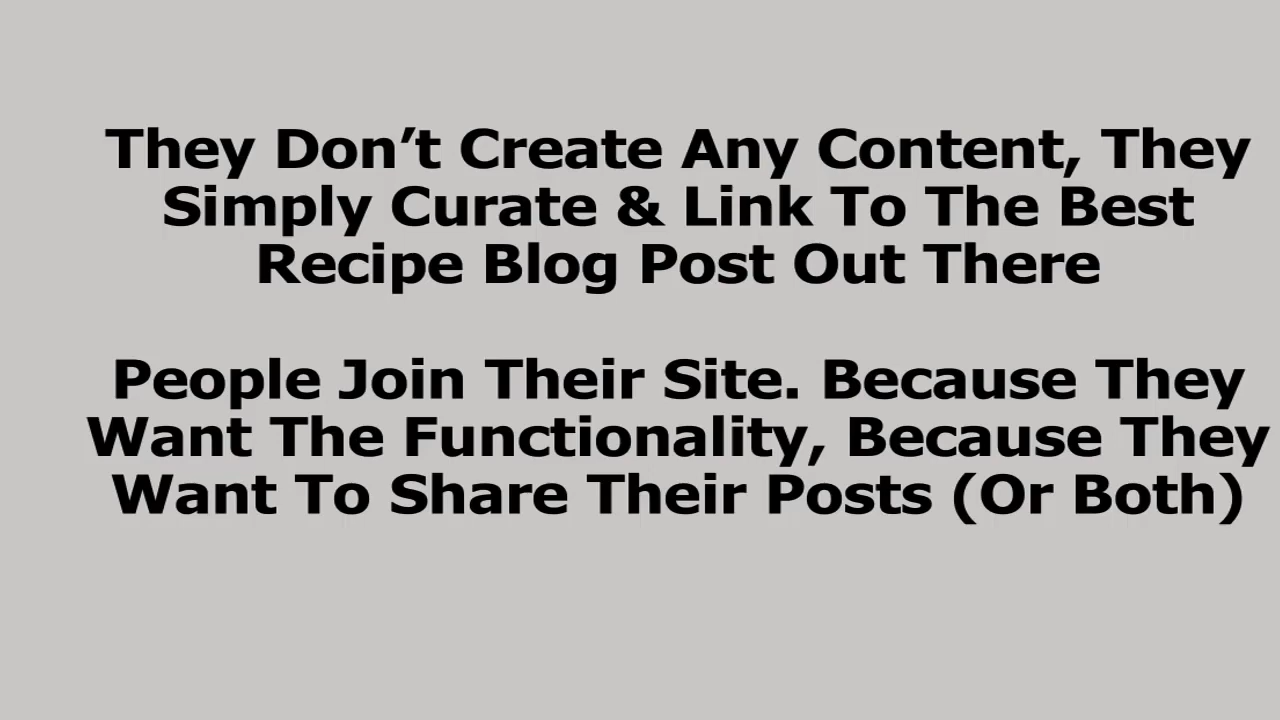 They Don’t Create Any Content, They
Simply Curate & Link To The Best
Recipe Blog Post Out There
People Join Their Site. Because They
Want The Functionality, Because They
Want To Share Their Posts (Or Both)